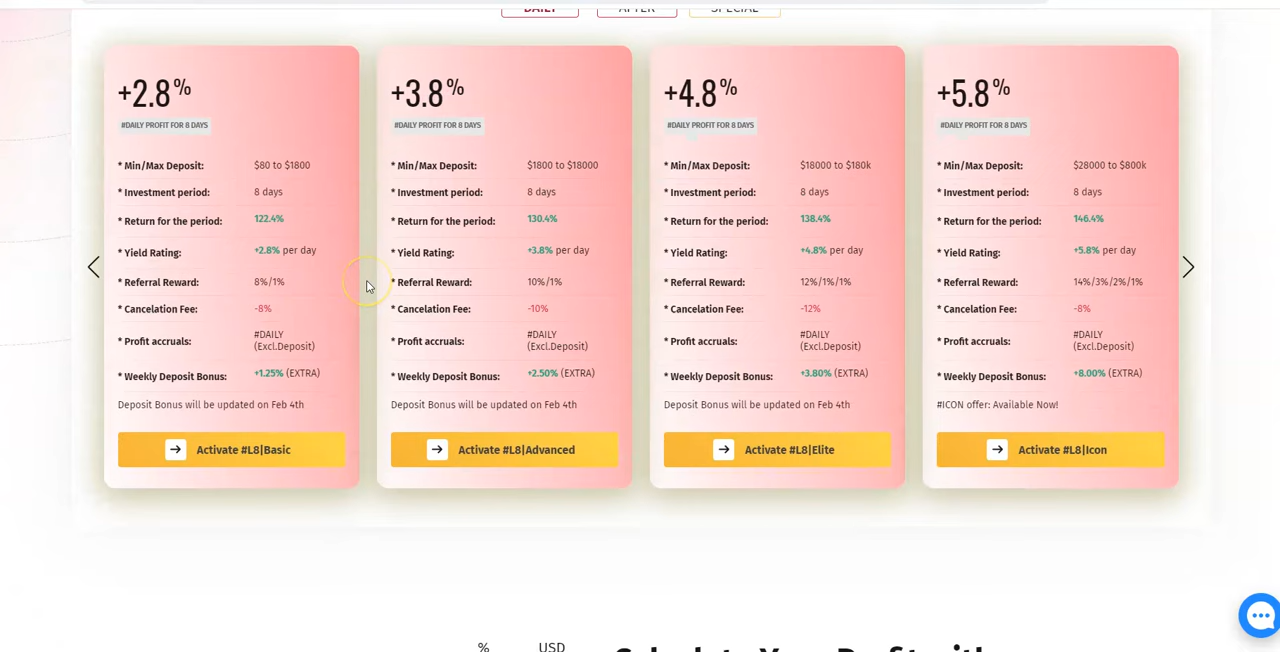 DAILY
AFTER
SPECIAL
+2.8%
#DAILY PROFIT FOR 8 DAYS
* Min/Max Deposit: $80 to $1800
* Investment period: 8 days
* Return for the period: 122.4%
* Yield Rating: +2.8% per day
* Referral Reward: 8%/1%
* Cancelation Fee: -8%
* Profit accruals: #DAILY
(Excl.Deposit)
* Weekly Deposit Bonus: +1.25% (EXTRA)
Deposit Bonus will be updated on Feb 4th
Activate #L8|Basic
+3.8%
#DAILY PROFIT FOR 8 DAYS
* Min/Max Deposit: $1800 to $18000
* Investment period: 8 days
* Return for the period: 130.4%
* Yield Rating: +3.8% per day
* Referral Reward: 10%/1%
* Cancelation Fee: -10%
* Profit accruals: #DAILY
(Excl.Deposit)
* Weekly Deposit Bonus: +2.50% (EXTRA)
Deposit Bonus will be updated on Feb 4th
Activate #L8|Advanced
+4.8%
#DAILY PROFIT FOR 8 DAYS
* Min/Max Deposit: $18000 to $180k
* Investment period: 8 days
* Return for the period: 138.4%
* Yield Rating: +4.8% per day
* Referral Reward: 12%/1%/1%
* Cancelation Fee: -12%
* Profit accruals: #DAILY
(Excl.Deposit)
* Weekly Deposit Bonus: +3.80% (EXTRA)
Deposit Bonus will be updated on Feb 4th
Activate #L8|Elite
+5.8%
#DAILY PROFIT FOR 8 DAYS
* Min/Max Deposit: $28000 to $800k
* Investment period: 8 days
* Return for the period: 146.4%
* Yield Rating: +5.8% per day
* Referral Reward: 14%/3%/2%/1%
* Cancelation Fee: -8%
* Profit accruals: #DAILY
(Excl.Deposit)
* Weekly Deposit Bonus: +8.00% (EXTRA)
#ICON offer: Available Now!
Activate #L8|Icon
% USD
Calculate Your Profit with